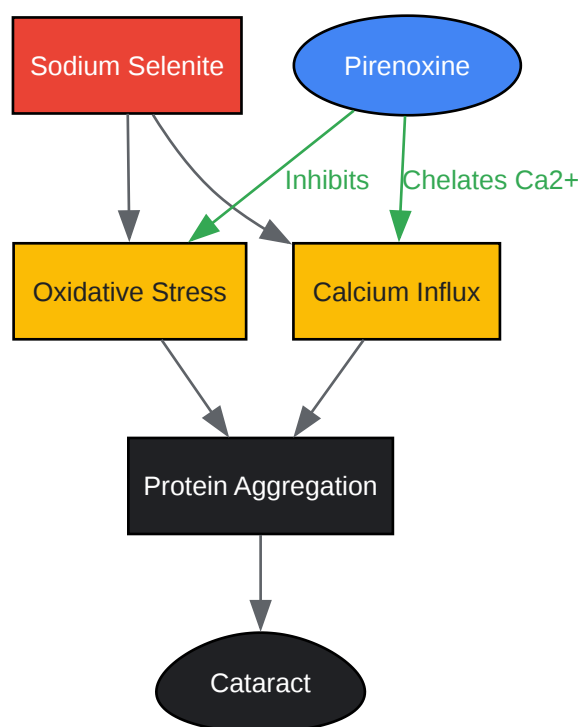 Sodium Selenite
Pirenoxine
Inhibits
Chelates Ca2+
Oxidative Stress
Calcium Influx
Protein Aggregation
Cataract